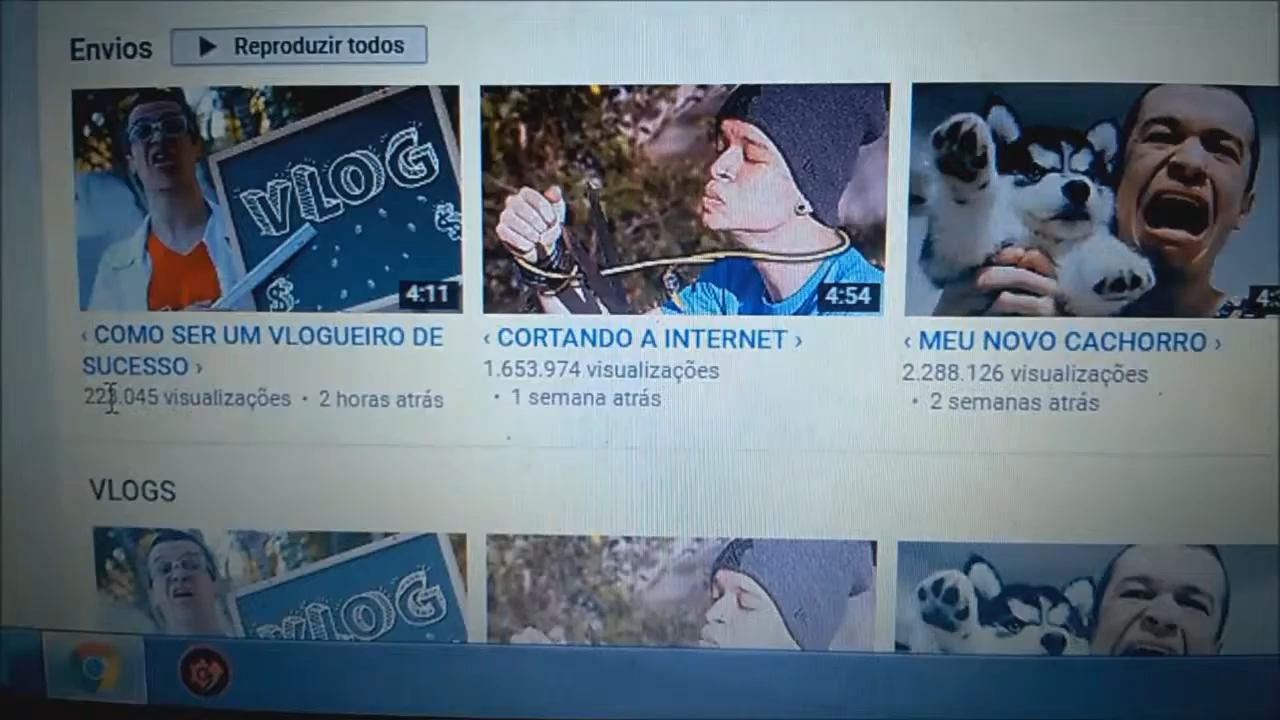 Envios
Reproduzir todos
VLOG
$
4:11
4:54
‹ COMO SER UM VLOGUEIRO DE
SUCESSO ›
visualizações • 2 horas atrás
‹ CORTANDO A INTERNET ›
1.653.974 visualizações
• 1 semana atrás
‹ MEU NOVO CACHORRO ›
2.288.126 visualizações
• 2 semanas atrás
VLOGS
VLOG